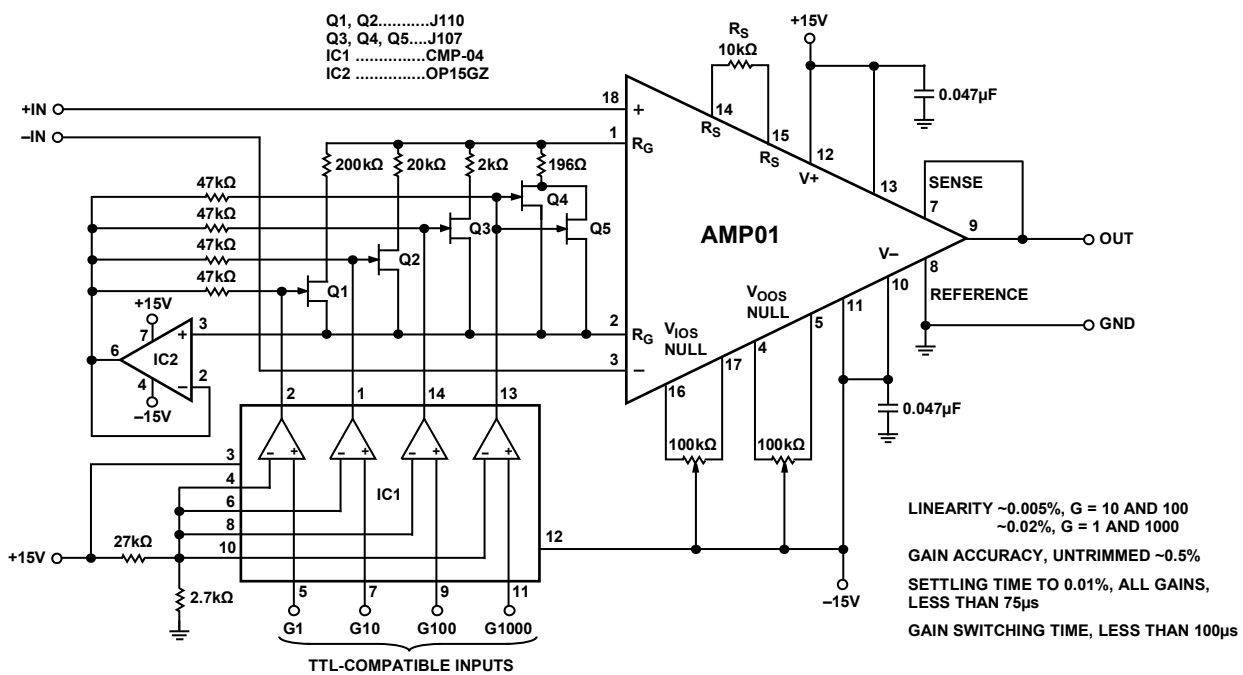 Q1, Q2...........J110
Q3, Q4, Q5....J107
IC1 ..............CMP-04
IC2 ..............OP15GZ
+IN
–IN
18
+
1
RG
200kΩ
20kΩ
2kΩ
196Ω
47kΩ
47kΩ
47kΩ
47kΩ
Q4
Q3
Q5
Q2
Q1
+15V
7
3
+
6
IC2
2
–
4
–15V
2
RG
3
–
RS
10kΩ
14
RS
15
RS
+15V
0.047µF
12
V+
13
SENSE
7
AMP01
9
OUT
V–
8
10
REFERENCE
11
GND
VOOS
NULL
5
VIOS
NULL
4
17
16
0.047µF
100kΩ
100kΩ
2
1
14
13
–
+
–
+
–
+
–
+
3
4
IC1
6
8
10
12
+15V
27kΩ
2.7kΩ
5
7
9
11
G1
G10
G100
G1000
TTL-COMPATIBLE INPUTS
–15V
LINEARITY ~0.005%, G = 10 AND 100
~0.02%, G = 1 AND 1000
GAIN ACCURACY, UNTRIMMED ~0.5%
SETTLING TIME TO 0.01%, ALL GAINS,
LESS THAN 75µs
GAIN SWITCHING TIME, LESS THAN 100µs